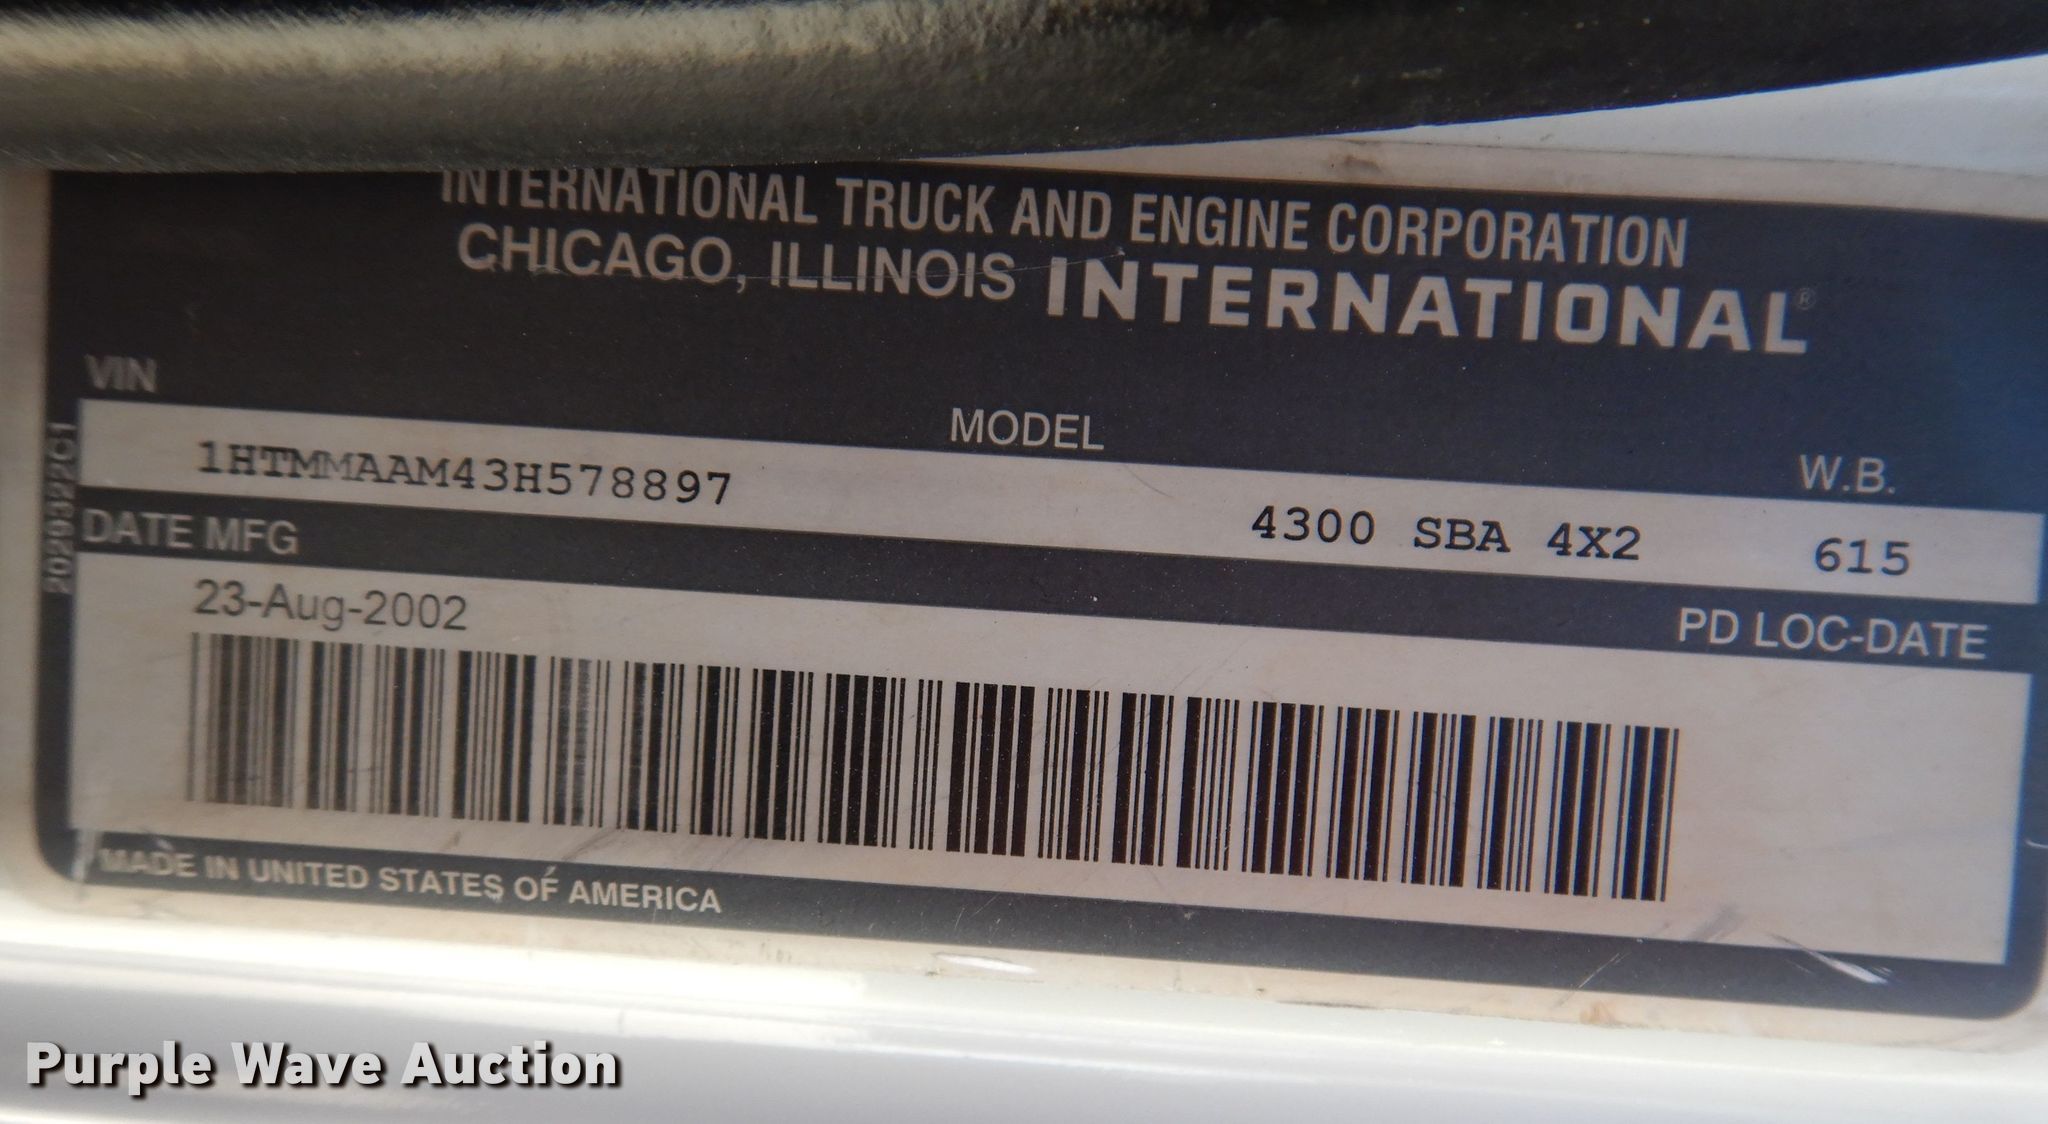 INTERNATIONAL TRUCK AND ENGINE CORPORATION
CHICAGO, ILLINOIS INTERNATIONAL®
VIN MODEL W.B.
1HTMMAAM43H578897 4300 SBA 4X2 615
2029322C1
DATE MFG PD LOC-DATE
23-Aug-2002
MADE IN UNITED STATES OF AMERICA
Purple Wave Auction